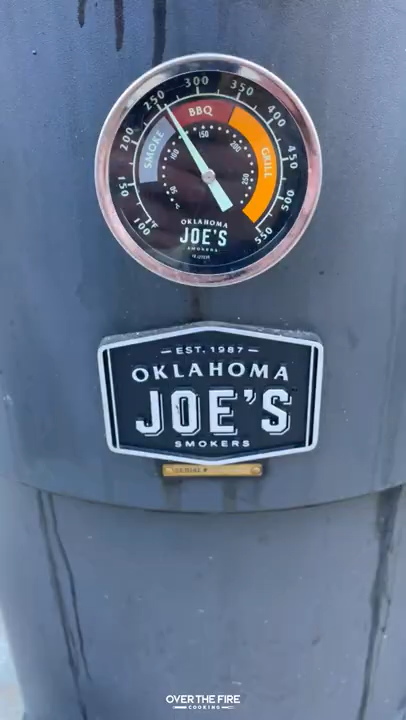 100
150
200
250
300
350
400
450
500
550
°F
SMOKE
BBQ
GRILL
50
100
150
200
250
°C
OKLAHOMA
JOE'S
SMOKERS
EST. 1987
OKLAHOMA
JOE'S
SMOKERS
SERIAL #
OVER THE FIRE
COOKING